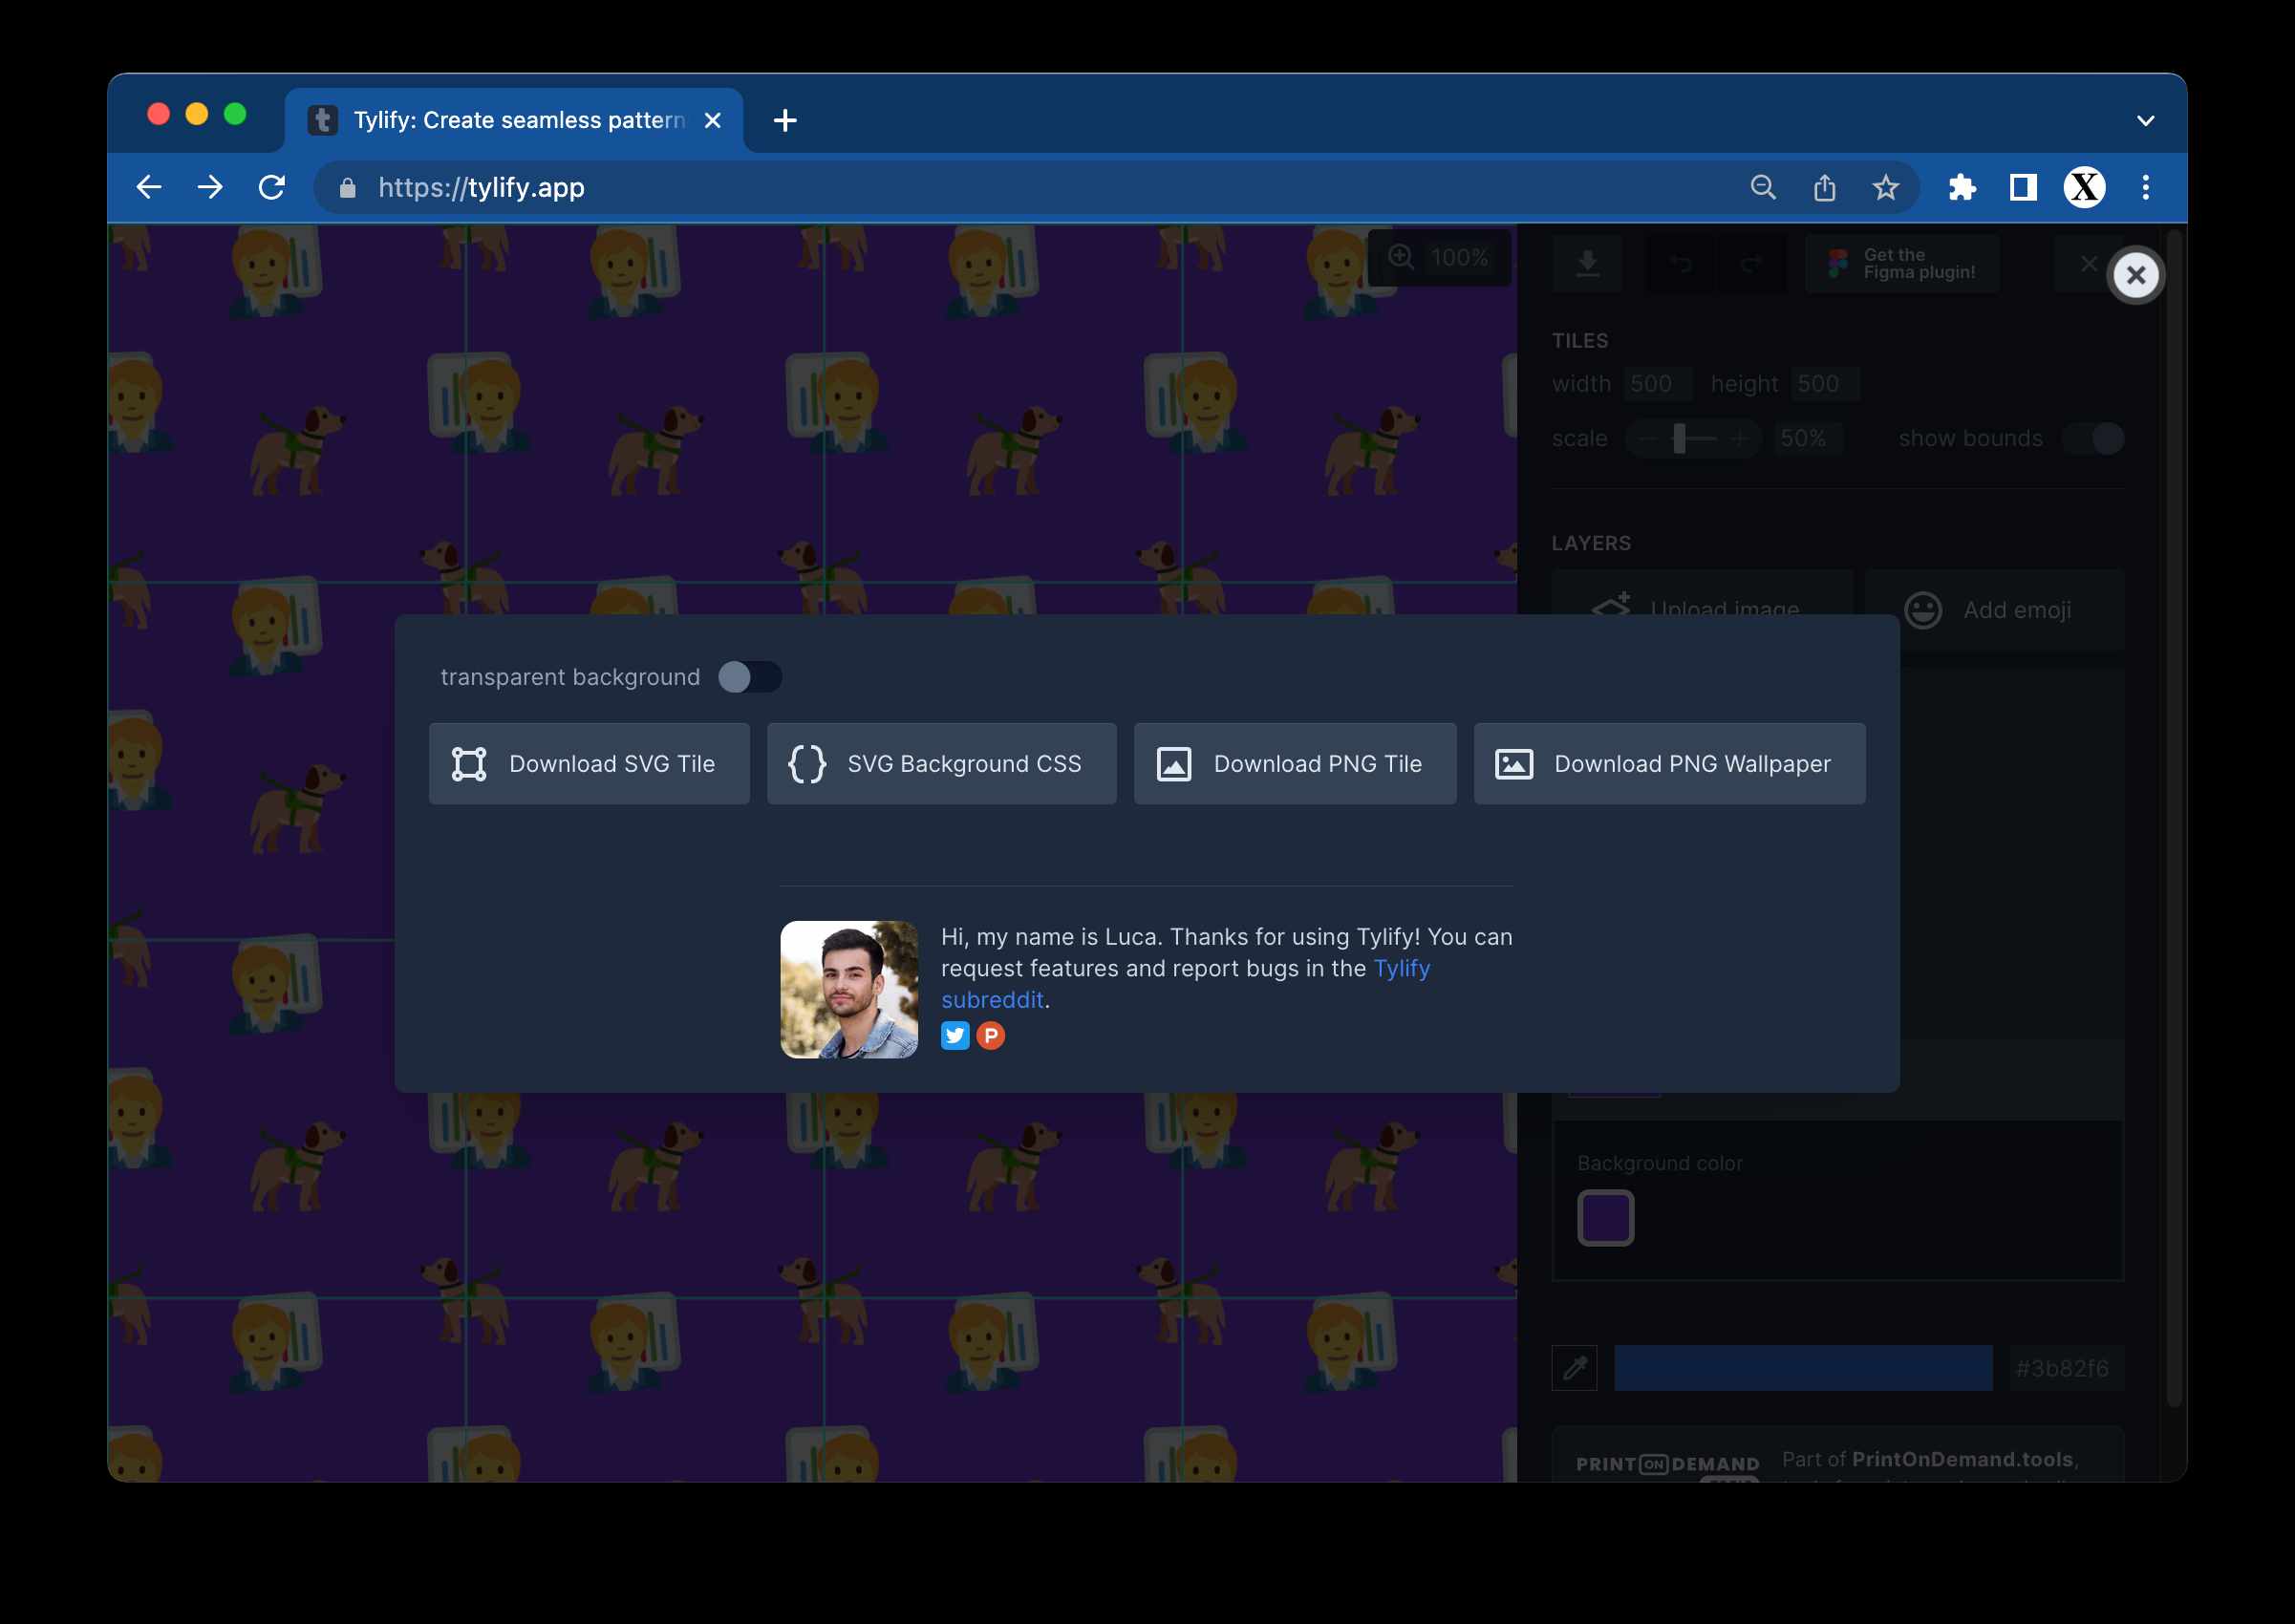 Tylify: Create seamless pattern
https://tylify.app
100%
Get the
Figma plugin!
TILES
width 500 height 500
scale 50% show bounds
LAYERS
Upload image Add emoji
transparent background
Download SVG Tile SVG Background CSS Download PNG Tile Download PNG Wallpaper
Hi, my name is Luca. Thanks for using Tylify! You can
request features and report bugs in the Tylify
subreddit.
Background color
#3b82f6
PRINT ON DEMAND Part of PrintOnDemand.tools,